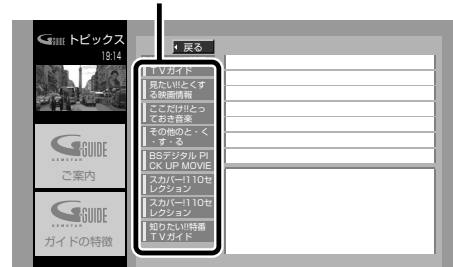 GGUIDE トピックス
19:14
GGUIDE
GEMSTAR
ご案内
GGUIDE
GEMSTAR
ガイドの特徴
戻る
TVガイド
見たい!!とくす
る映画情報
ここだけ!!とっ
ておき音楽
その他のと・く
・す・る
BSデジタル PI
CK UP MOVIE
スカパー!110セ
レクション
スカパー!110セ
レクション
知りたい!!特番
TVガイド